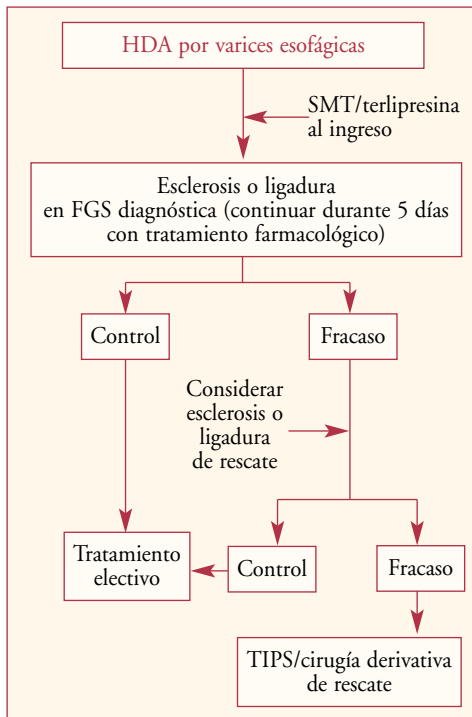 HDA por varices esofágicas
SMT/terlipresina
al ingreso
Esclerosis o ligadura
en FGS diagnóstica (continuar durante 5 días
con tratamiento farmacológico)
Control
Fracaso
Considerar
esclerosis o
ligadura
de rescate
Tratamiento
electivo
Control
Fracaso
TIPS/cirugía derivativa
de rescate